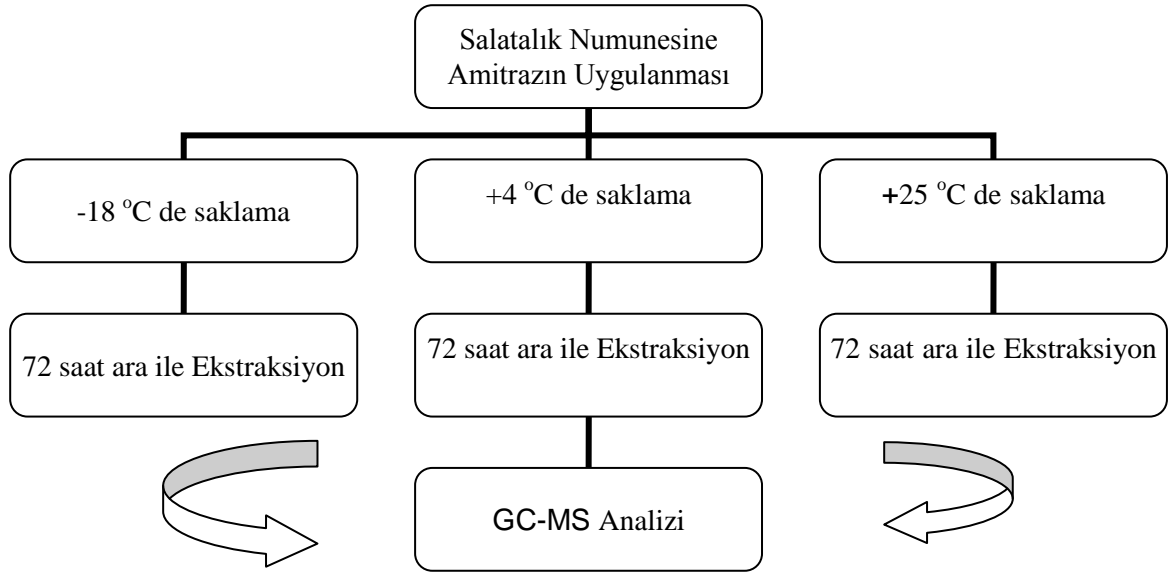 Salatalık Numunesine
Amitrazın Uygulanması
-18 °C de saklama
+4 °C de saklama
+25 °C de saklama
72 saat ara ile Ekstraksiyon
72 saat ara ile Ekstraksiyon
72 saat ara ile Ekstraksiyon
GC-MS Analizi